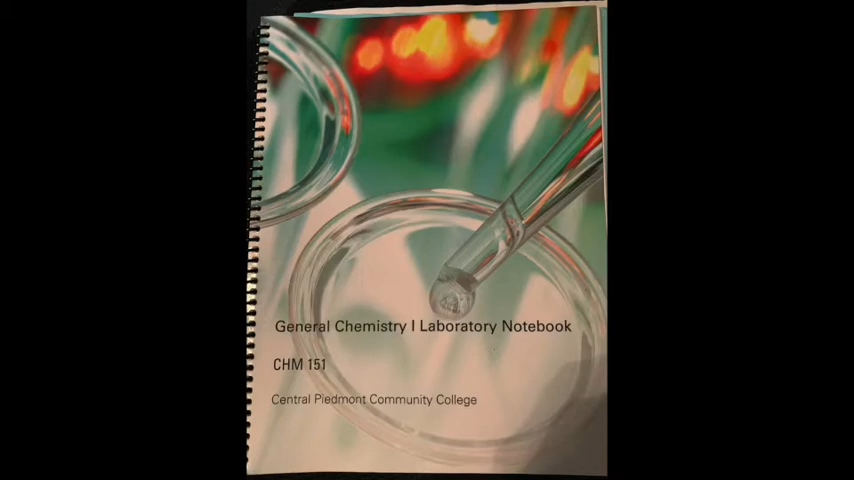 General Chemistry I Laboratory Notebook
CHM 151
Central Piedmont Community College